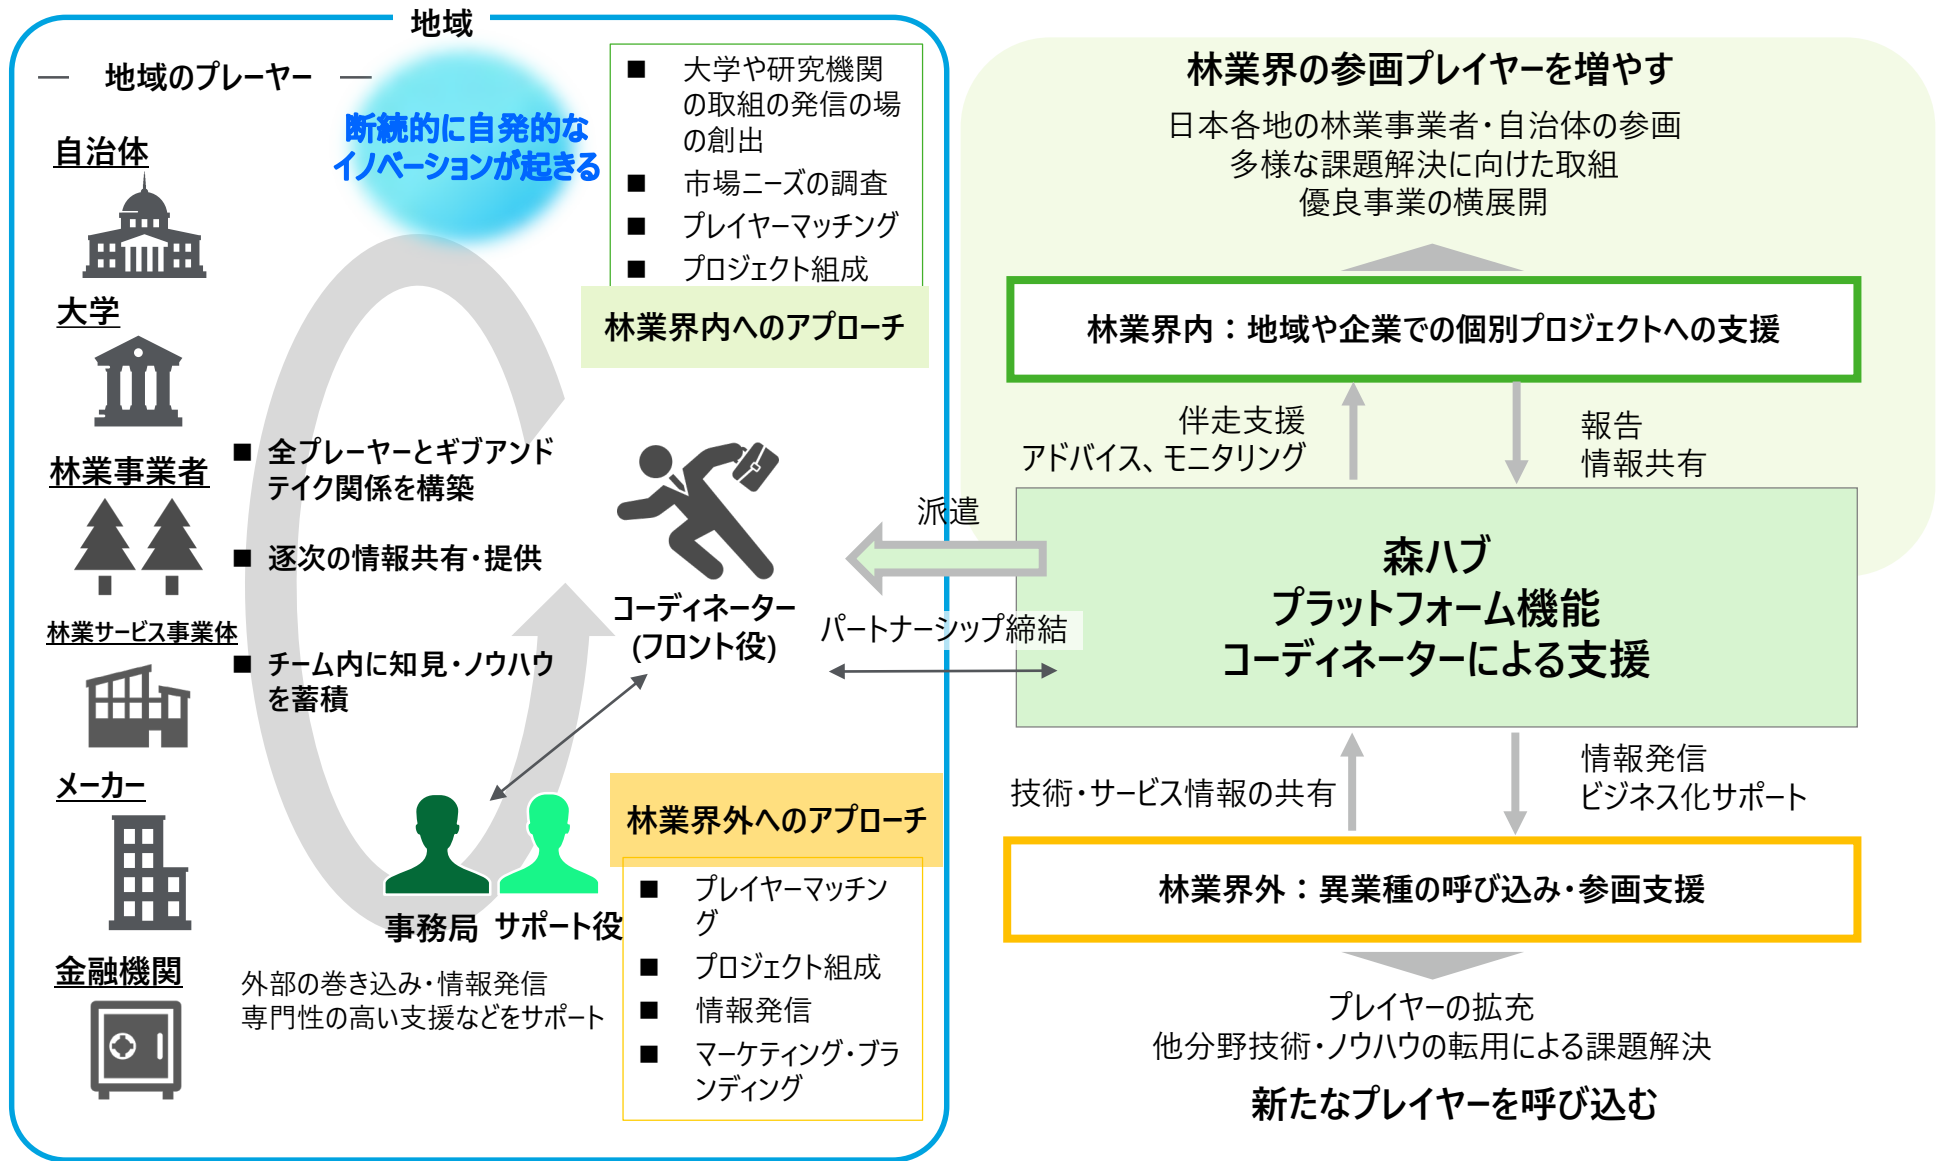 地域
地域のプレーヤー
断続的に自発的な
イノベーションが起きる
自治体
大学
林業事業者
林業サービス事業体
メーカー
金融機関
■ 大学や研究機関
の取組の発信の場
の創出
■ 市場ニーズの調査
■ プレイヤーマッチング
■ プロジェクト組成
林業界内へのアプローチ
■ 全プレーヤーとギブアンド
テイク関係を構築
■ 逐次の情報共有・提供
■ チーム内に知見・ノウハウ
を蓄積
コーディネーター
(フロント役)
事務局
サポート役
外部の巻き込み・情報発信
専門性の高い支援などをサポート
林業界外へのアプローチ
■ プレイヤーマッチン
グ
■ プロジェクト組成
■ 情報発信
■ マーケティング・ブラ
ンディング
派遣
パートナーシップ締結
林業界の参画プレイヤーを増やす
日本各地の林業事業者・自治体の参画
多様な課題解決に向けた取組
優良事業の横展開
林業界内：地域や企業での個別プロジェクトへの支援
伴走支援
アドバイス、モニタリング
報告
情報共有
森ハブ
プラットフォーム機能
コーディネーターによる支援
技術・サービス情報の共有
情報発信
ビジネス化サポート
林業界外：異業種の呼び込み・参画支援
プレイヤーの拡充
他分野技術・ノウハウの転用による課題解決
新たなプレイヤーを呼び込む